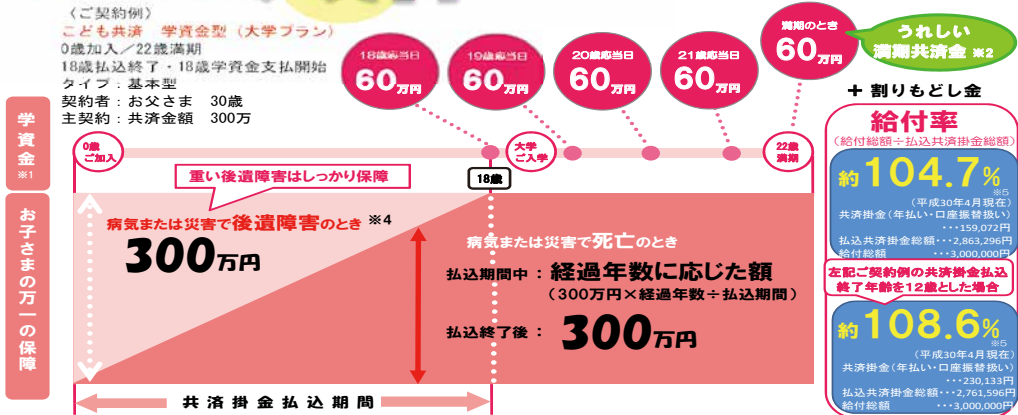 〈ご契約例〉
こども共済　学資金型（大学プラン）
0歳加入／22歳満期
18歳払込終了・18歳学資金支払開始
タイプ：基本型
契約者：お父さま　30歳
主契約：共済金額　300万
18歳応当日
60万円
19歳応当日
60万円
20歳応当日
60万円
21歳応当日
60万円
満期のとき
60万円
うれしい
満期共済金 ※2
＋ 割りもどし金
学資金
※1
0歳
ご加入
大学
ご入学
22歳
満期
18歳
お子さまの万一の保障
重い後遺障害はしっかり保障
病気または災害で後遺障害のとき ※4
300万円
病気または災害で死亡のとき
払込期間中：経過年数に応じた額
（300万円×経過年数÷払込期間）
払込終了後：300万円
共済掛金払込期間
給付率
（給付総額÷払込共済掛金総額）
約104.7%
※5
（平成30年4月現在）
共済掛金（年払い・口座振替扱い）
･･･159,072円
払込共済掛金総額･･･2,863,296円
給付総額　･･･3,000,000円
左記ご契約例の共済掛金払込
終了年齢を12歳とした場合
約108.6%
※5
（平成30年4月現在）
共済掛金（年払い・口座振替扱い）
･･･230,133円
払込共済掛金総額･･･2,761,596円
給付総額　･･･3,000,000円